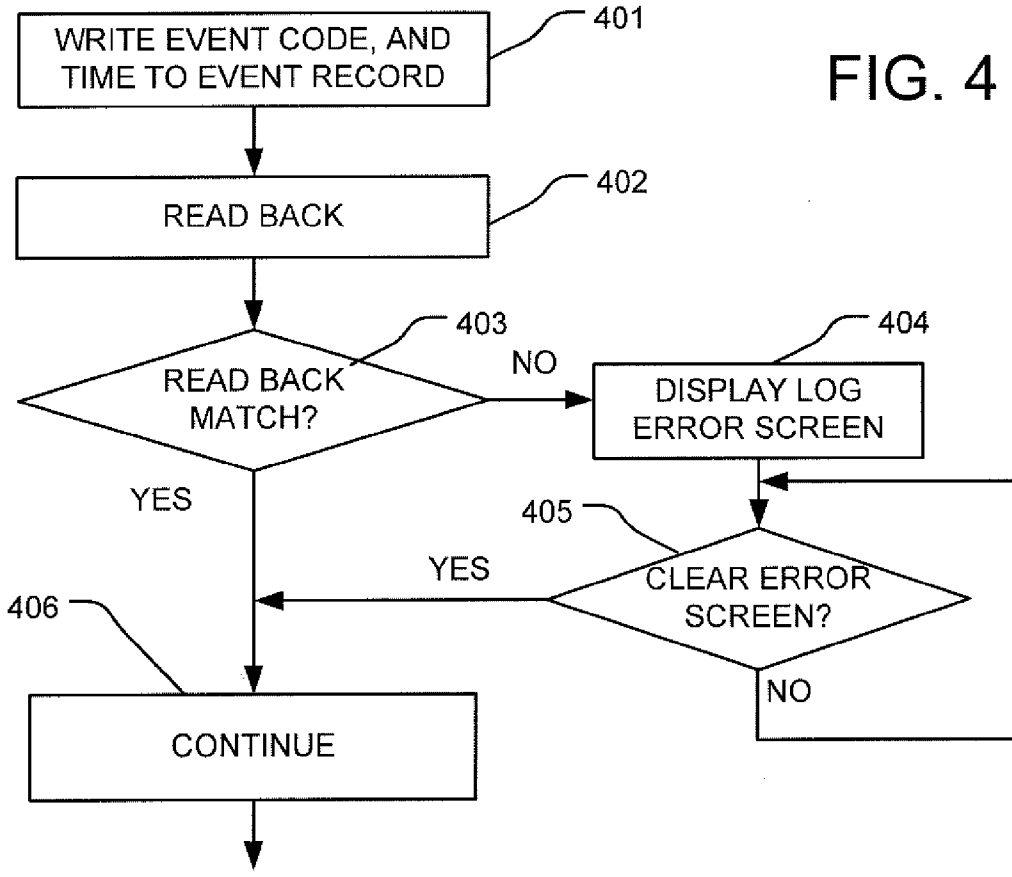 WRITE EVENT CODE, AND
TIME TO EVENT RECORD
401
FIG. 4
READ BACK
402
READ BACK
MATCH?
403
NO
DISPLAY LOG
ERROR SCREEN
404
YES
405
YES
CLEAR ERROR
SCREEN?
406
NO
CONTINUE